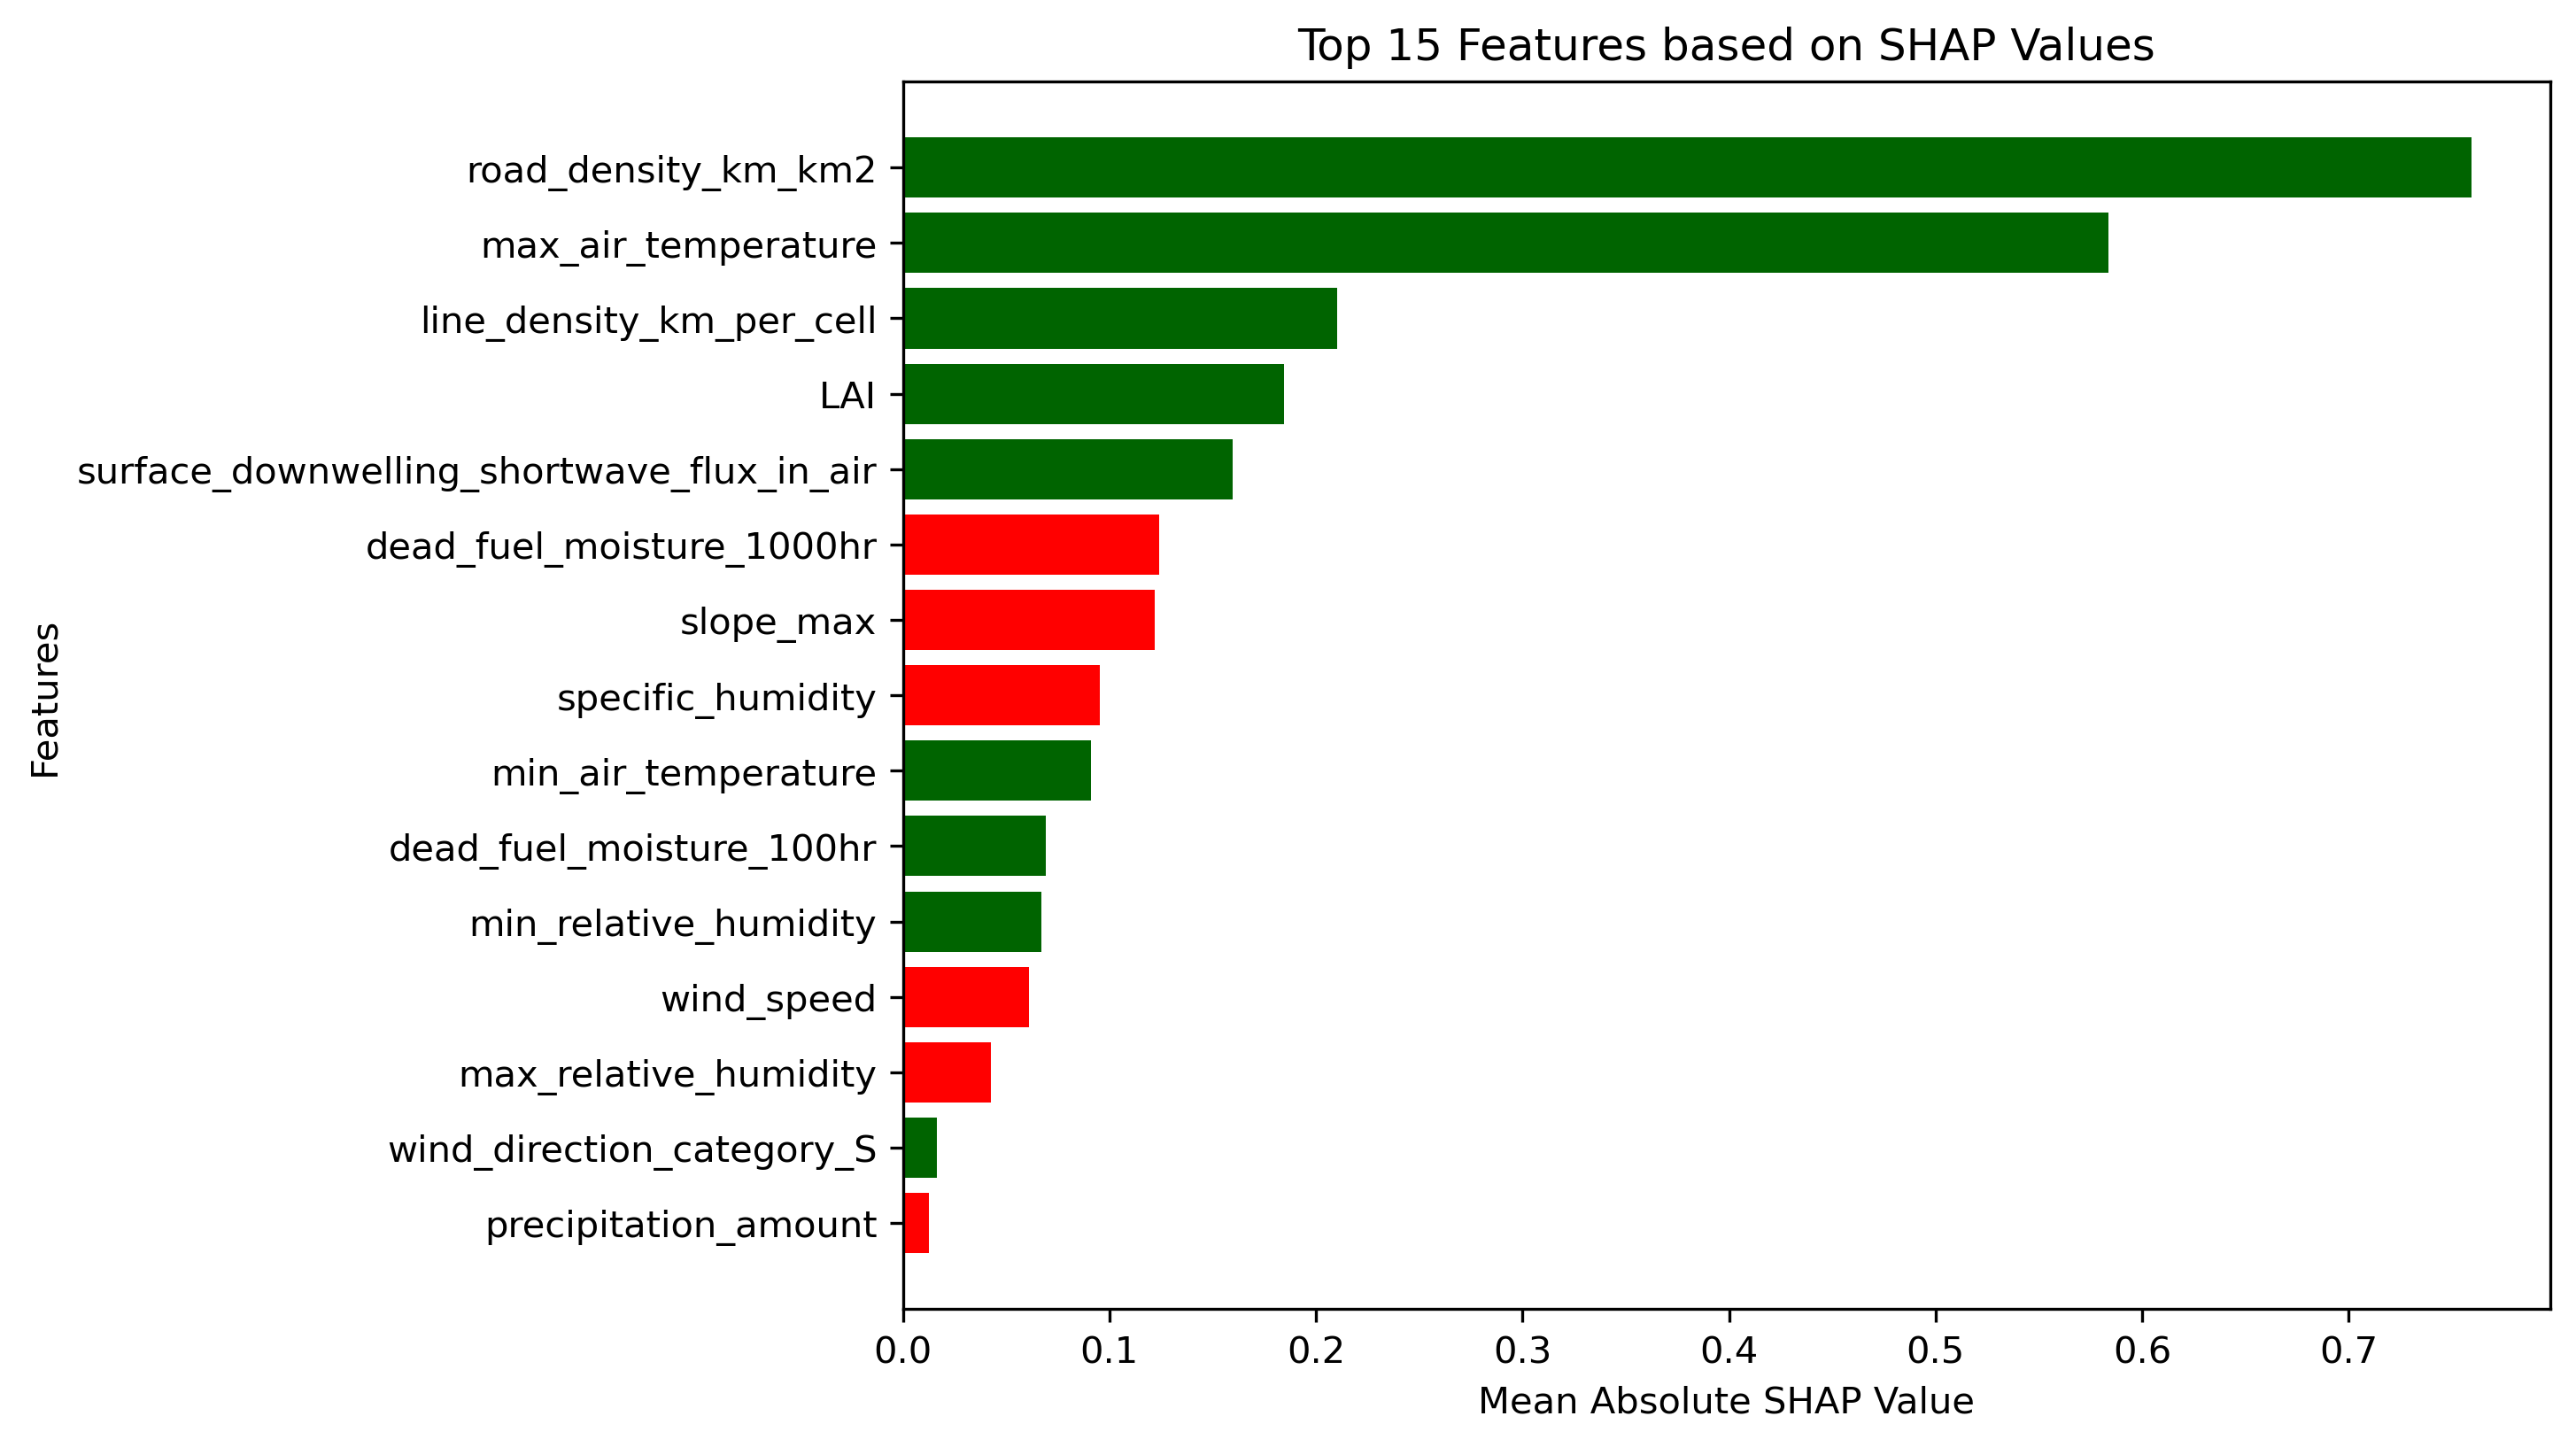 Top 15 Features based on SHAP Values
Features
road_density_km_km2
max_air_temperature
line_density_km_per_cell
LAI
surface_downwelling_shortwave_flux_in_air
dead_fuel_moisture_1000hr
slope_max
specific_humidity
min_air_temperature
dead_fuel_moisture_100hr
min_relative_humidity
wind_speed
max_relative_humidity
wind_direction_category_S
precipitation_amount
0.0 0.1 0.2 0.3 0.4 0.5 0.6 0.7
Mean Absolute SHAP Value